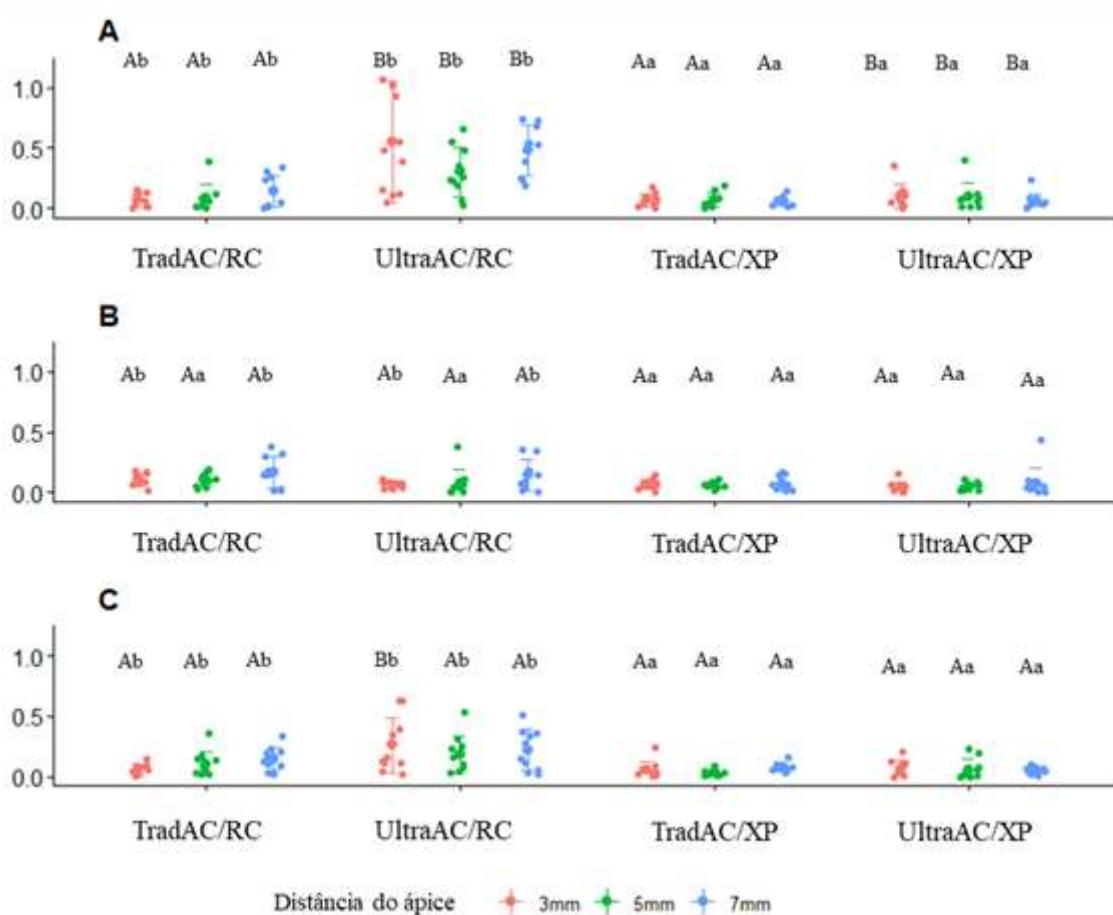 A
Ab Ab Ab Bb Bb Bb Aa Aa Aa Ba Ba Ba
1.0
0.5
0.0
TradAC/RC UltraAC/RC TradAC/XP UltraAC/XP
B
1.0
Ab Aa Ab Ab Aa Ab Aa Aa Aa Aa Aa Aa
0.5
0.0
TradAC/RC UltraAC/RC TradAC/XP UltraAC/XP
C
1.0
Ab Ab Ab Bb Ab Ab Aa Aa Aa Aa Aa Aa
0.5
0.0
TradAC/RC UltraAC/RC TradAC/XP UltraAC/XP
Distância do ápice 3mm 5mm 7mm